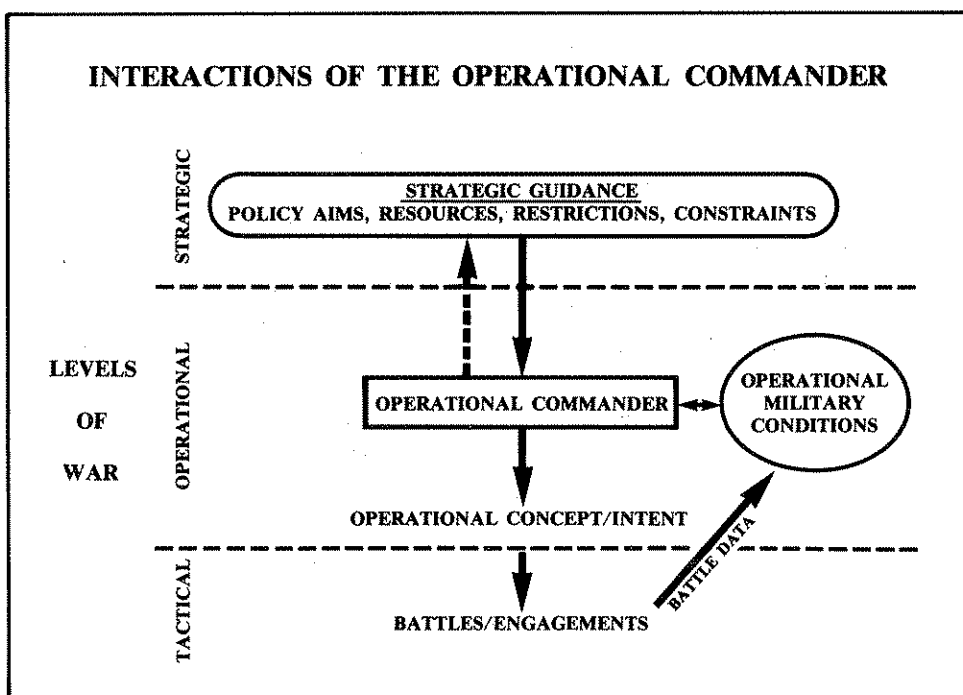 INTERACTIONS OF THE OPERATIONAL COMMANDER
STRATEGIC
STRATEGIC GUIDANCE
POLICY AIMS, RESOURCES, RESTRICTIONS, CONSTRAINTS
LEVELS
OF
WAR
OPERATIONAL
OPERATIONAL COMMANDER
OPERATIONAL
MILITARY
CONDITIONS
OPERATIONAL CONCEPT/INTENT
TACTICAL
BATTLES/ENGAGEMENTS
BATTLE DATA